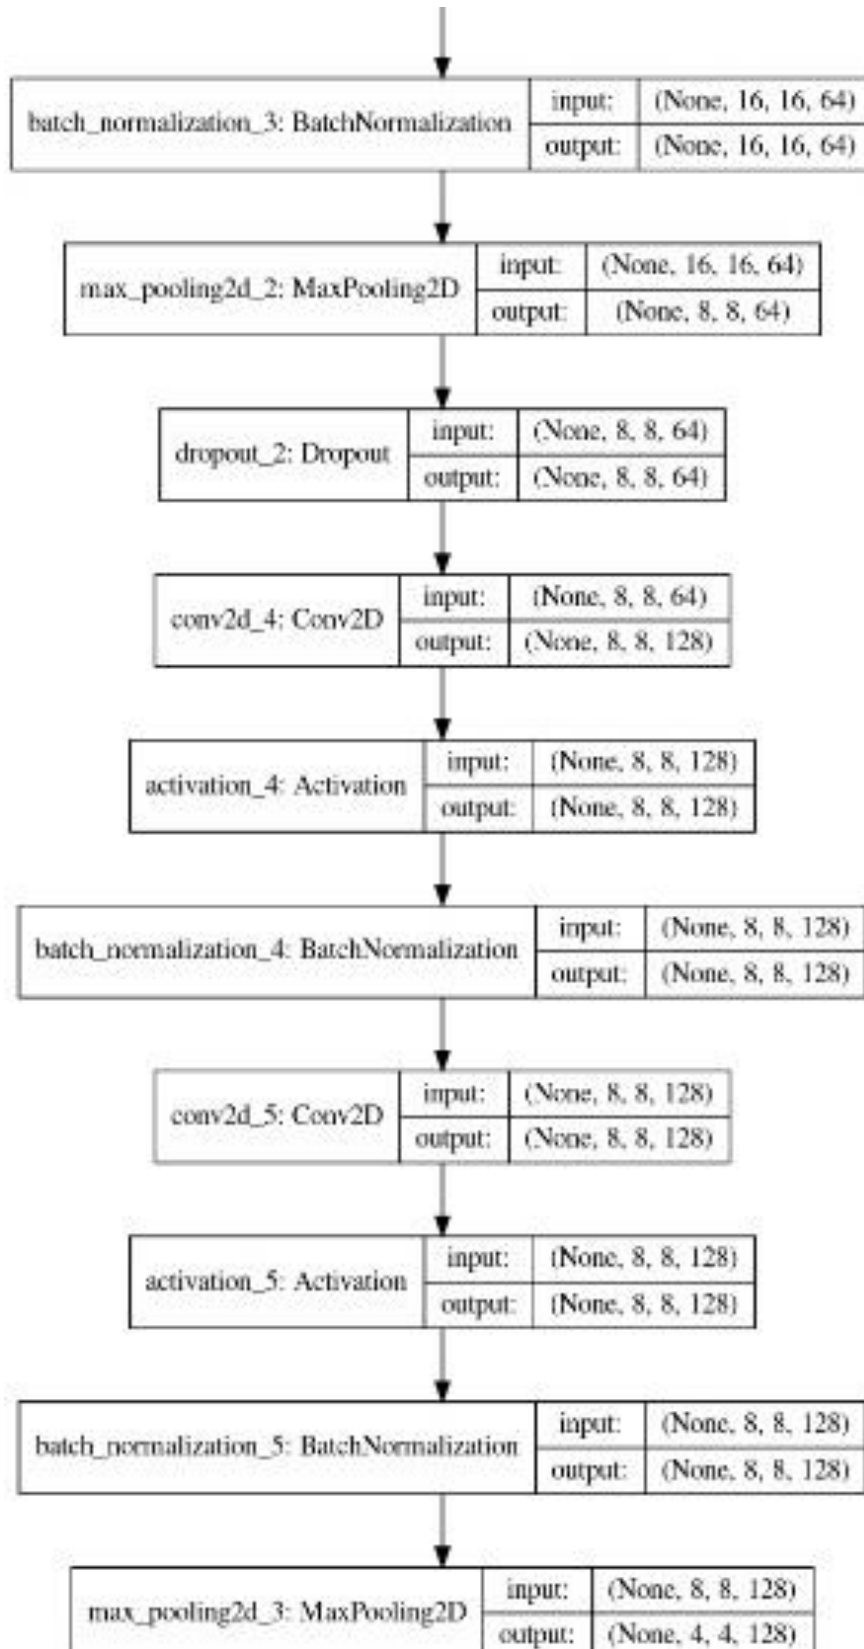 batch_normalization_3: BatchNormalization input: (None, 16, 16, 64)
output: (None, 16, 16, 64)
max_pooling2d_2: MaxPooling2D input: (None, 16, 16, 64)
output: (None, 8, 8, 64)
dropout_2: Dropout input: (None, 8, 8, 64)
output: (None, 8, 8, 64)
conv2d_4: Conv2D input: (None, 8, 8, 64)
output: (None, 8, 8, 128)
activation_4: Activation input: (None, 8, 8, 128)
output: (None, 8, 8, 128)
batch_normalization_4: BatchNormalization input: (None, 8, 8, 128)
output: (None, 8, 8, 128)
conv2d_5: Conv2D input: (None, 8, 8, 128)
output: (None, 8, 8, 128)
activation_5: Activation input: (None, 8, 8, 128)
output: (None, 8, 8, 128)
batch_normalization_5: BatchNormalization input: (None, 8, 8, 128)
output: (None, 8, 8, 128)
max_pooling2d_3: MaxPooling2D input: (None, 8, 8, 128)
output: (None, 4, 4, 128)